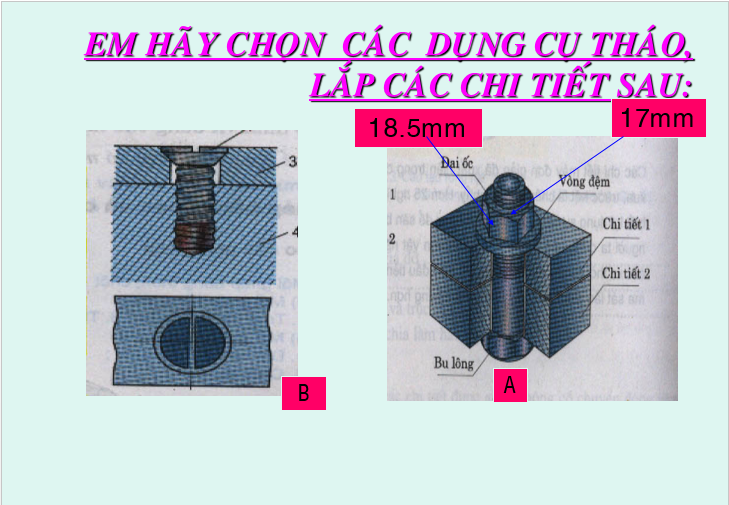 EM HÃY CHỌN CÁC DỤNG CỤ THÁO,
LẮP CÁC CHI TIẾT SAU:
18.5mm
17mm
3
4
B
Đai ốc
Vòng đệm
1
2
Chi tiết 1
Chi tiết 2
Bu lông
A